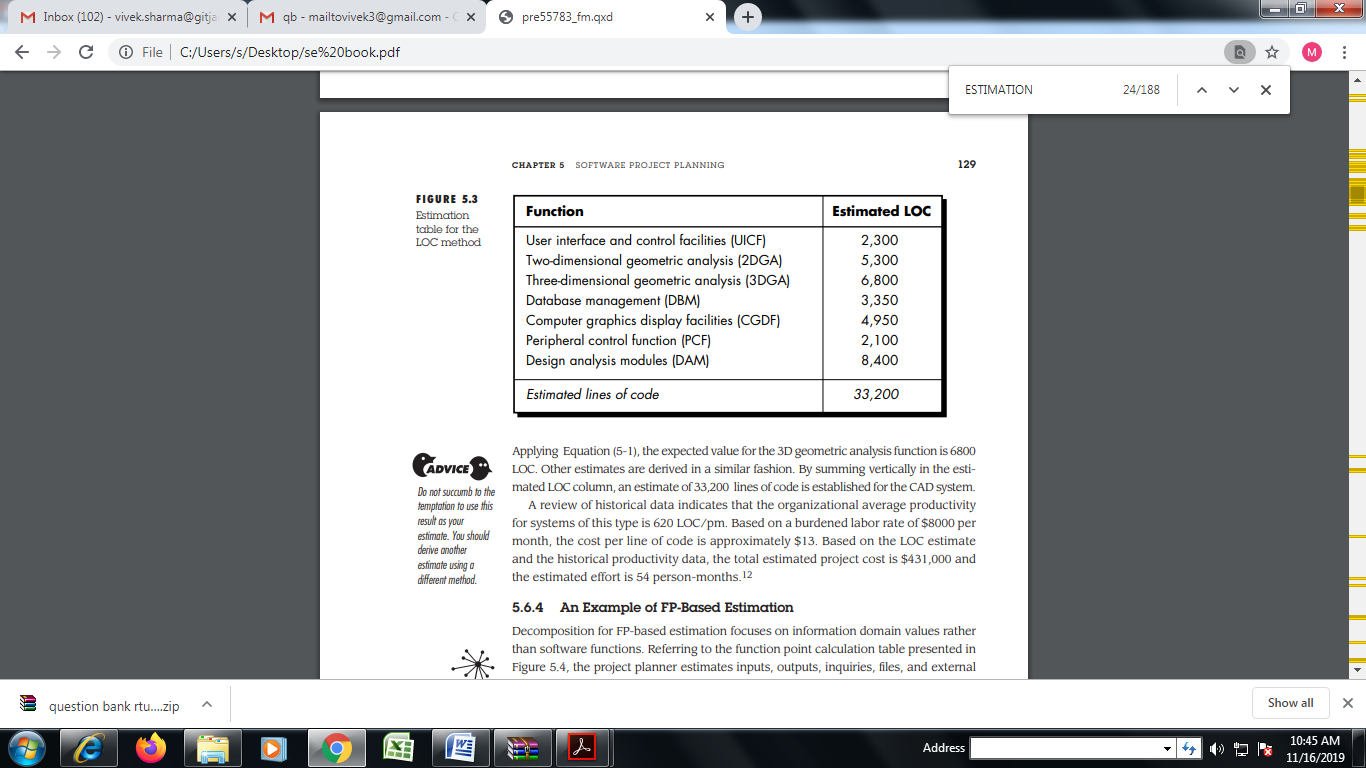 Inbox (102) - vivek.sharma@gitja
qb - mailtovivek3@gmail.com - G
pre55783_fm.qxd
File | C:/Users/s/Desktop/se%20book.pdf
M
ESTIMATION 24/188
CHAPTER 5 SOFTWARE PROJECT PLANNING 129
FIGURE 5.3
Estimation
table for the
LOC method
Function Estimated LOC
User interface and control facilities (UICF) 2,300
Two-dimensional geometric analysis (2DGA) 5,300
Three-dimensional geometric analysis (3DGA) 6,800
Database management (DBM) 3,350
Computer graphics display facilities (CGDF) 4,950
Peripheral control function (PCF) 2,100
Design analysis modules (DAM) 8,400
Estimated lines of code 33,200
Applying Equation (5-1), the expected value for the 3D geometric analysis function is 6800
LOC. Other estimates are derived in a similar fashion. By summing vertically in the esti-
mated LOC column, an estimate of 33,200 lines of code is established for the CAD system.
A review of historical data indicates that the organizational average productivity
for systems of this type is 620 LOC/pm. Based on a burdened labor rate of $8000 per
month, the cost per line of code is approximately $13. Based on the LOC estimate
and the historical productivity data, the total estimated project cost is $431,000 and
the estimated effort is 54 person-months.12
ADVICE
Do not succumb to the
temptation to use this
result as your
estimate. You should
derive another
estimate using a
different method.
5.6.4 An Example of FP-Based Estimation
Decomposition for FP-based estimation focuses on information domain values rather
than software functions. Referring to the function point calculation table presented in
Figure 5.4, the project planner estimates inputs, outputs, inquiries, files, and external
question bank rtu....zip
Show all
Address
10:45 AM
11/16/2019